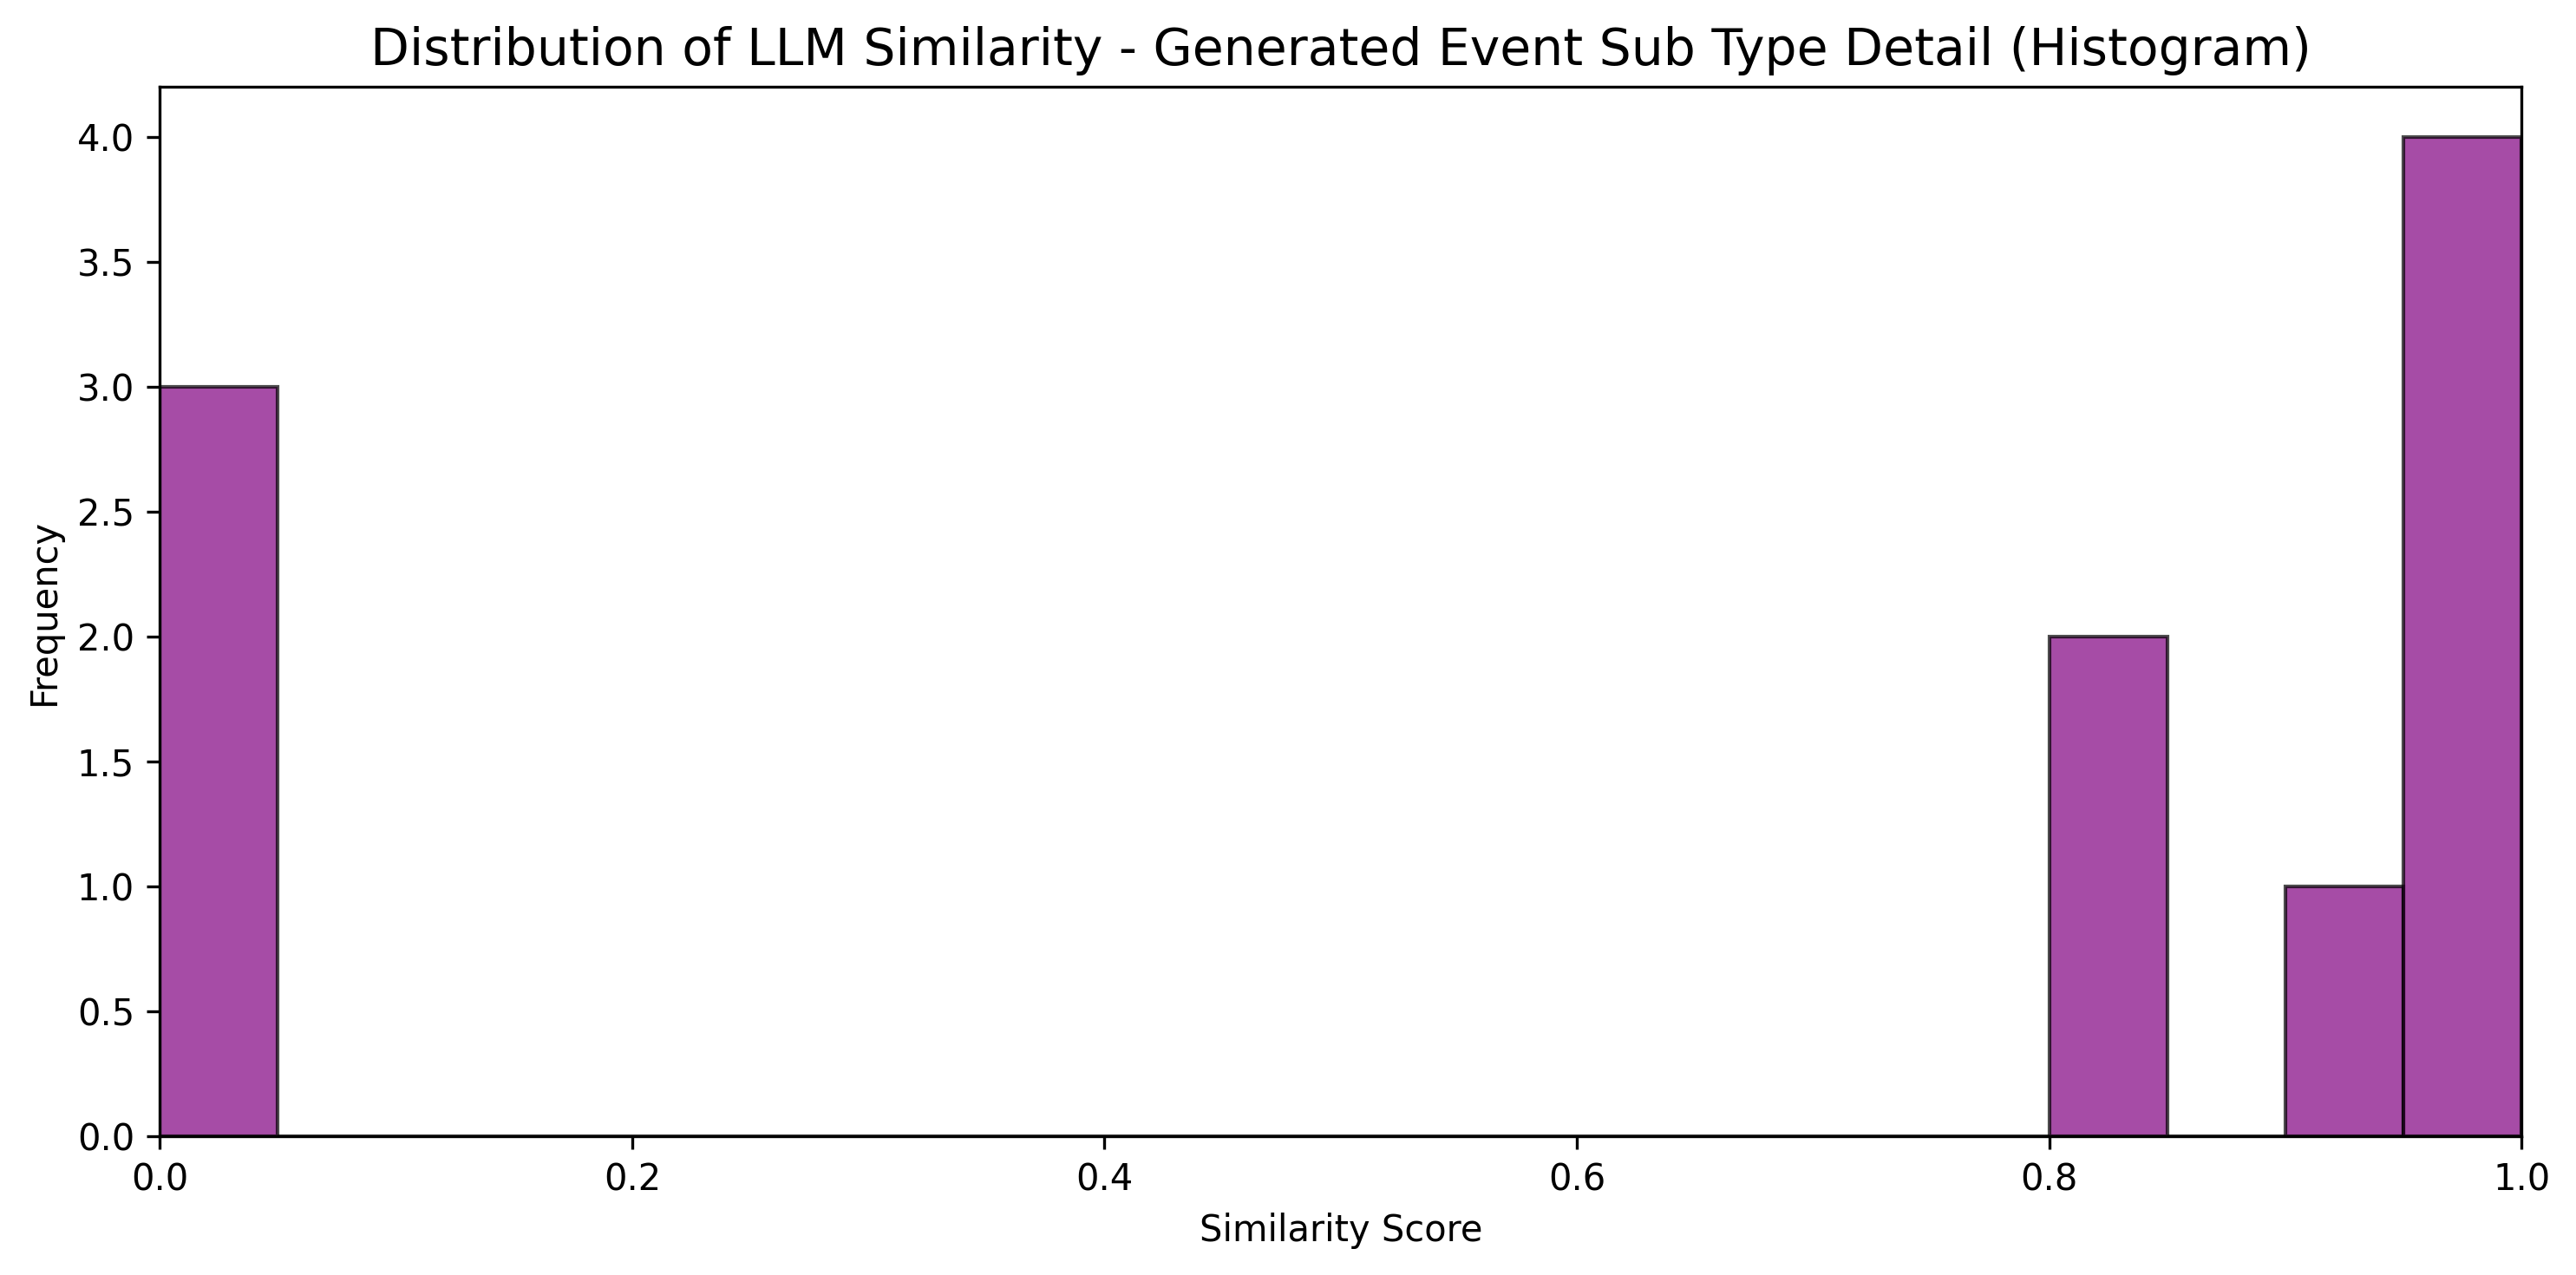 Distribution of LLM Similarity - Generated Event Sub Type Detail (Histogram)
Frequency
4.0
3.5
3.0
2.5
2.0
1.5
1.0
0.5
0.0
0.0 0.2 0.4 0.6 0.8 1.0
Similarity Score